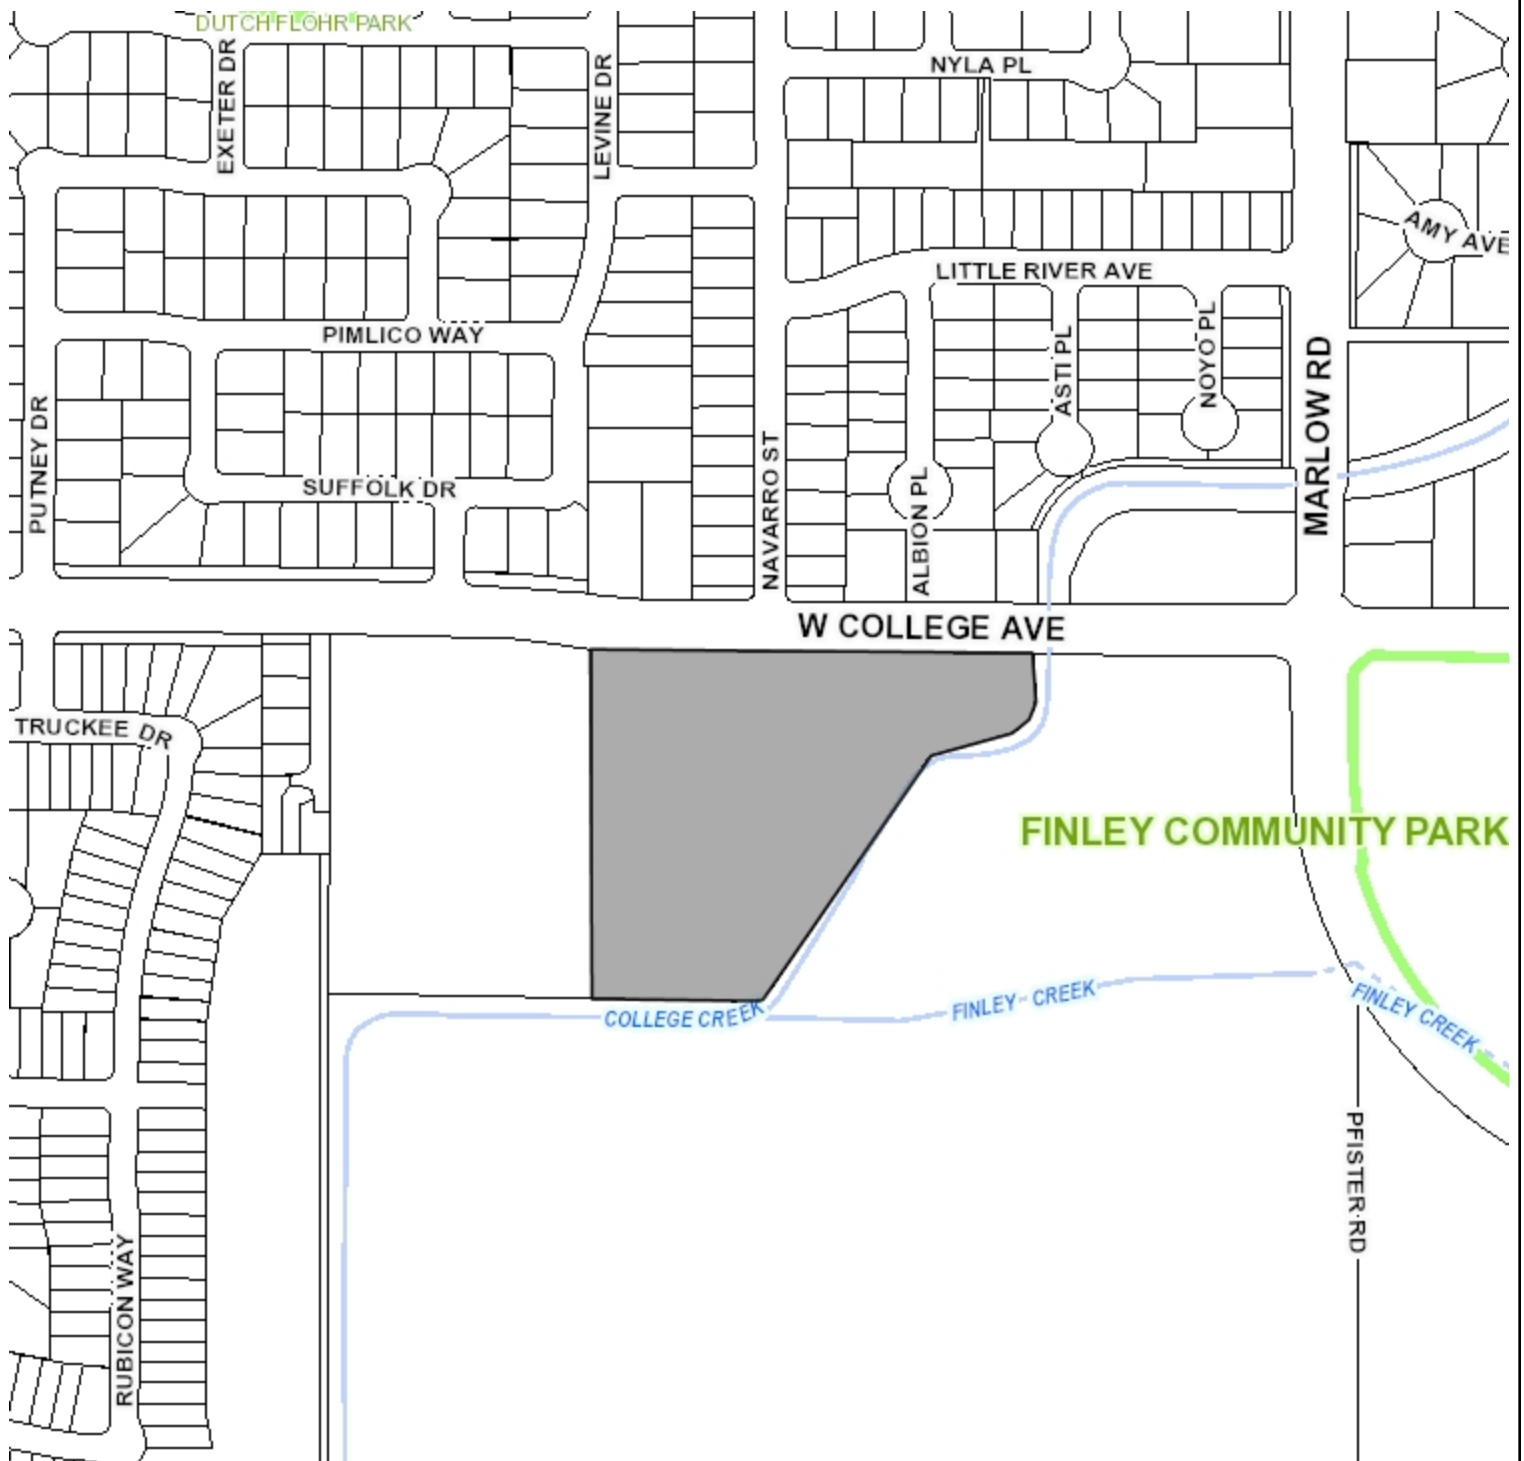 DUTCH FLOHR PARK
EXETER DR
LEVINE DR
NYLA PL
AMY AVE
LITTLE RIVER AVE
PIMLICO WAY
ASTI PL
NOYO PL
MARLOW RD
PUTNEY DR
SUFFOLK DR
NAVARRO ST
ALBION PL
W COLLEGE AVE
TRUCKEE DR
FINLEY COMMUNITY PARK
COLLEGE CREEK
FINLEY CREEK
FINLEY CREEK
PFISTER RD
RUBICON WAY